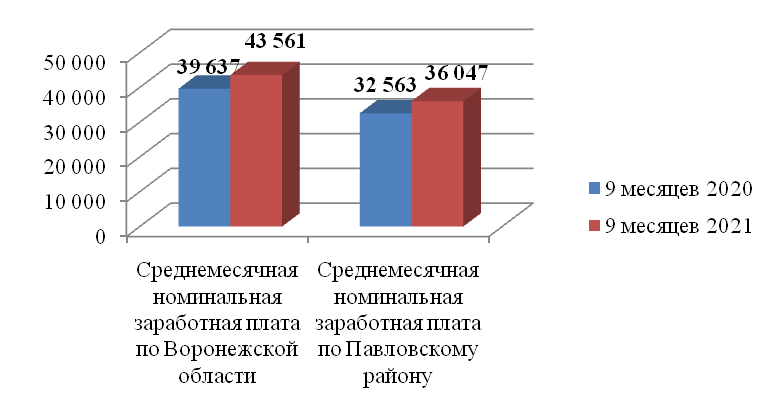 43 561
39 637
36 047
32 563
50 000
40 000
30 000
20 000
10 000
0
9 месяцев 2020
9 месяцев 2021
Среднемесячная
номинальная
заработная плата
по Воронежской
области
Среднемесячная
номинальная
заработная плата
по Павловскому
району